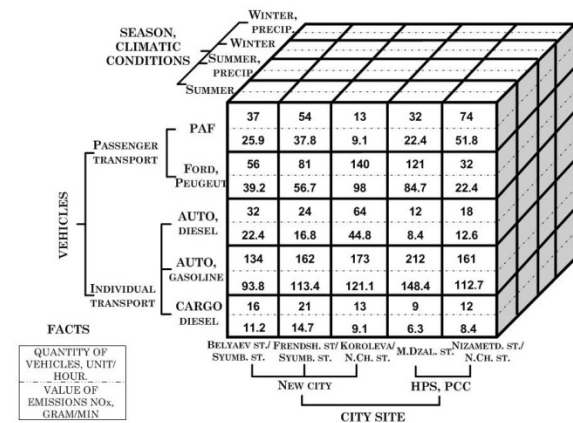 SEASON,
CLIMATIC
CONDITIONS
WINTER,
PRECIP.
WINTER
SUMMER,
PRECIP.
SUMMER
VEHICLES
PASSENGER
TRANSPORT
INDIVIDUAL
TRANSPORT
PAF
37 54 13 32 74
25.9 37.8 9.1 22.4 51.8
FORD,
PEUGEUT
56 81 140 121 32
39.2 56.7 98 84.7 22.4
AUTO,
DIESEL
32 24 64 12 18
22.4 16.8 44.8 8.4 12.6
AUTO,
GASOLINE
134 162 173 212 161
93.8 113.4 121.1 148.4 112.7
CARGO
DIESEL
16 21 13 9 12
11.2 14.7 9.1 6.3 8.4
BELYAEV ST./
SYUMB. ST.
FRENDSH. ST/
SYUMB. ST.
KOROLEVA/
N.CH. ST.
M.DZAL. ST.
NIZAMETD. ST./
N.CH. ST.
NEW CITY
HPS, PCC
CITY SITE
FACTS
QUANTITY OF
VEHICLES, UNIT/
HOUR.
VALUE OF
EMISSIONS NOx,
GRAM/MIN